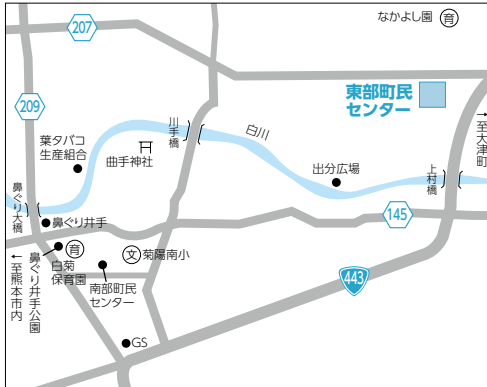 なかよし園 育
207
東部町民
センター
209
↑至大津町
葉タバコ
生産組合
曲手神社
川手橋
白川
出分広場
上村橋
鼻ぐり大橋
鼻ぐり井手
145
育
白菊
保育園
文 菊陽南小
鼻ぐり井手公園
←至熊本市内
南部町民
センター
443
GS